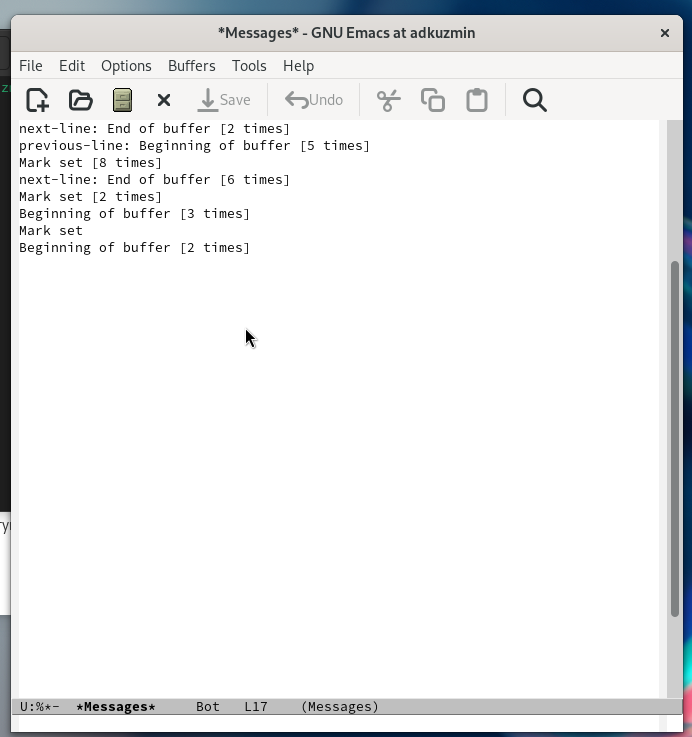 *Messages* - GNU Emacs at adkuzmin
File Edit Options Buffers Tools Help
Save Undo
next-line: End of buffer [2 times]
previous-line: Beginning of buffer [5 times]
Mark set [8 times]
next-line: End of buffer [6 times]
Mark set [2 times]
Beginning of buffer [3 times]
Mark set
Beginning of buffer [2 times]
U:%*- *Messages* Bot L17 (Messages)